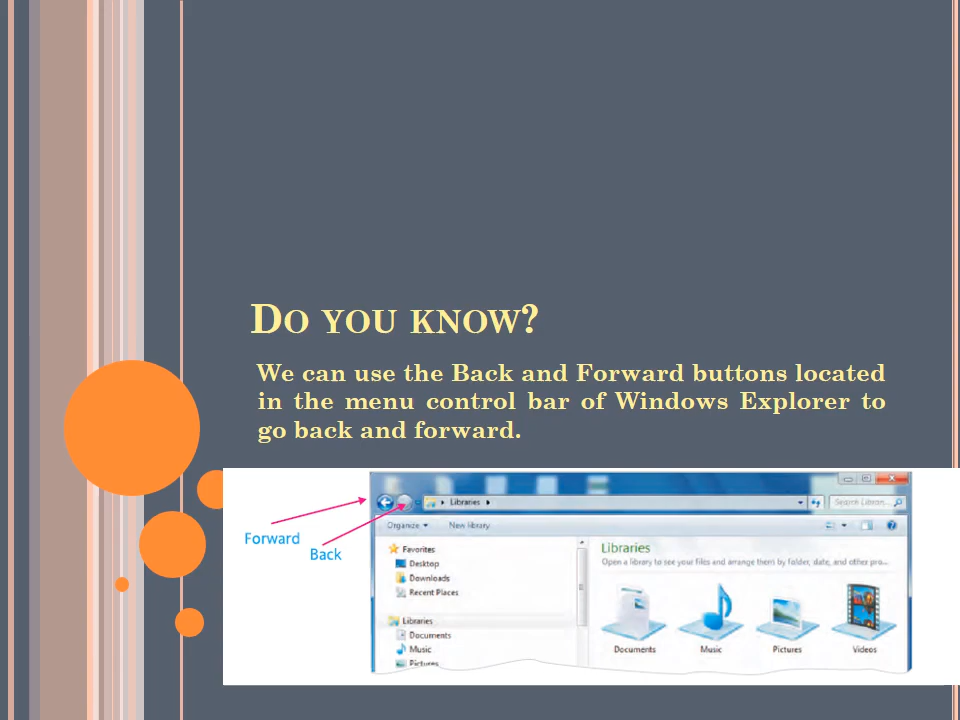 Do you know?
We can use the Back and Forward buttons located
in the menu control bar of Windows Explorer to
go back and forward.
Libraries
Search Librari...
Forward
Back
Organize
New library
Favorites
Desktop
Downloads
Recent Places
Libraries
Documents
Music
Pictures
Libraries
Open a library to see your files and arrange them by folder, date, and other pro...
Documents
Music
Pictures
Videos